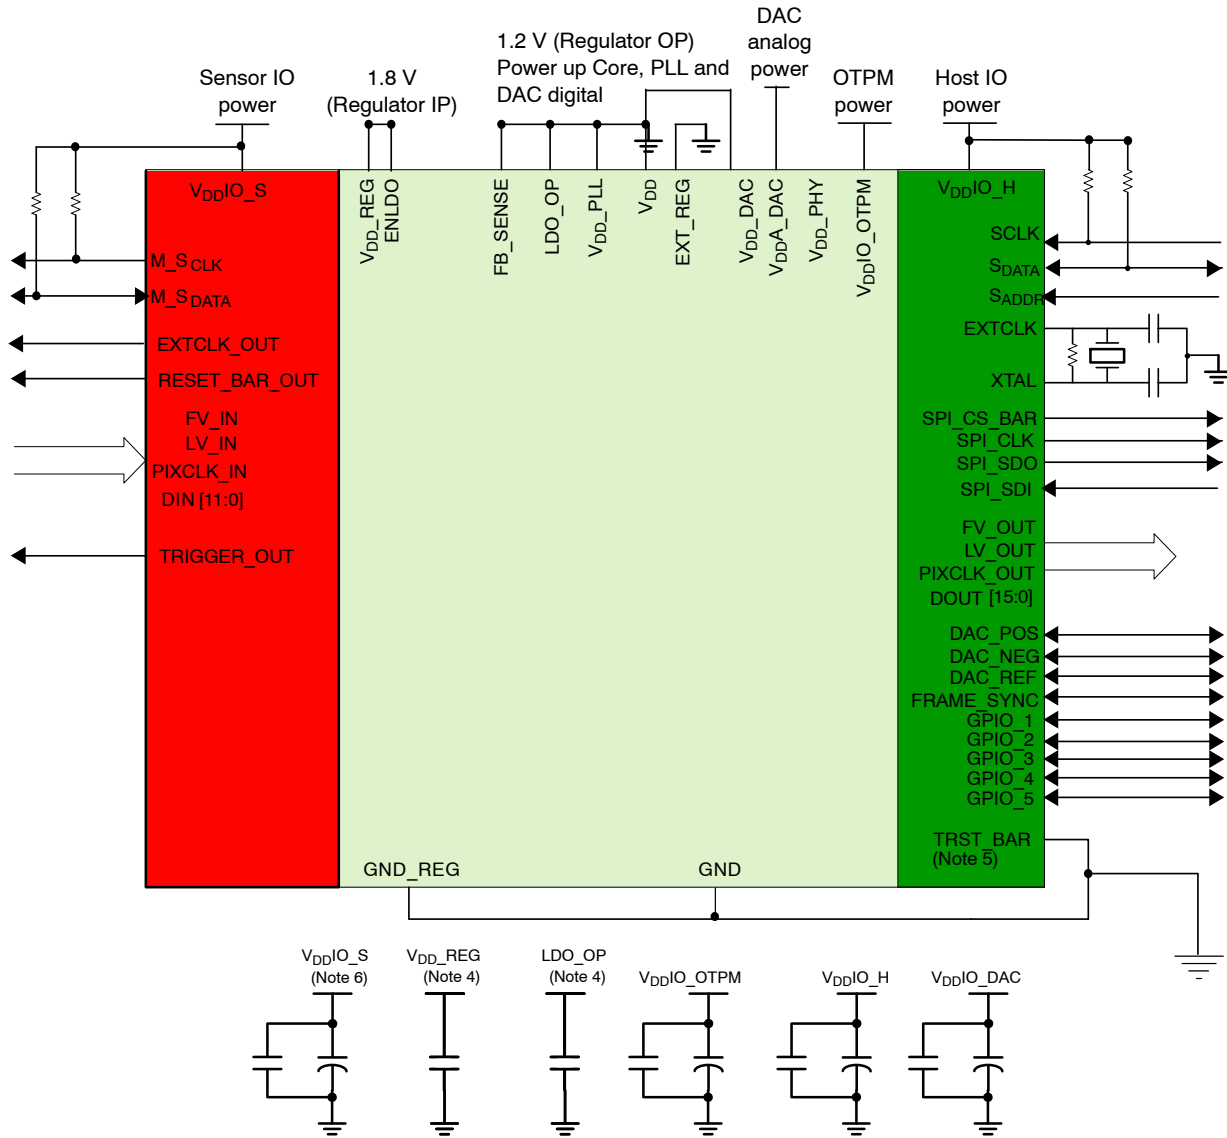 DAC
analog
power
1.2 V (Regulator OP)
Power up Core, PLL and
DAC digital
Sensor IO
power
1.8 V
(Regulator IP)
OTPM
power
Host IO
power
VDDIO_S
VDD_REG
ENLDO
FB_SENSE
LDO_OP
VDD_PLL
VDD
EXT_REG
VDD_DAC
VDDA_DAC
VDD_PHY
VDDIO_OTPM
VDDIO_H
M_SCLK
M_SDATA
EXTCLK_OUT
RESET_BAR_OUT
FV_IN
LV_IN
PIXCLK_IN
DIN [11:0]
TRIGGER_OUT
SCLK
SDATA
SADDR
EXTCLK
XTAL
SPI_CS_BAR
SPI_CLK
SPI_SDO
SPI_SDI
FV_OUT
LV_OUT
PIXCLK_OUT
DOUT [15:0]
DAC_POS
DAC_NEG
DAC_REF
FRAME_SYNC
GPIO_1
GPIO_2
GPIO_3
GPIO_4
GPIO_5
TRST_BAR
(Note 5)
GND_REG
GND
VDDIO_S
(Note 6)
VDD_REG
(Note 4)
LDO_OP
(Note 4)
VDDIO_OTPM
VDDIO_H
VDDIO_DAC